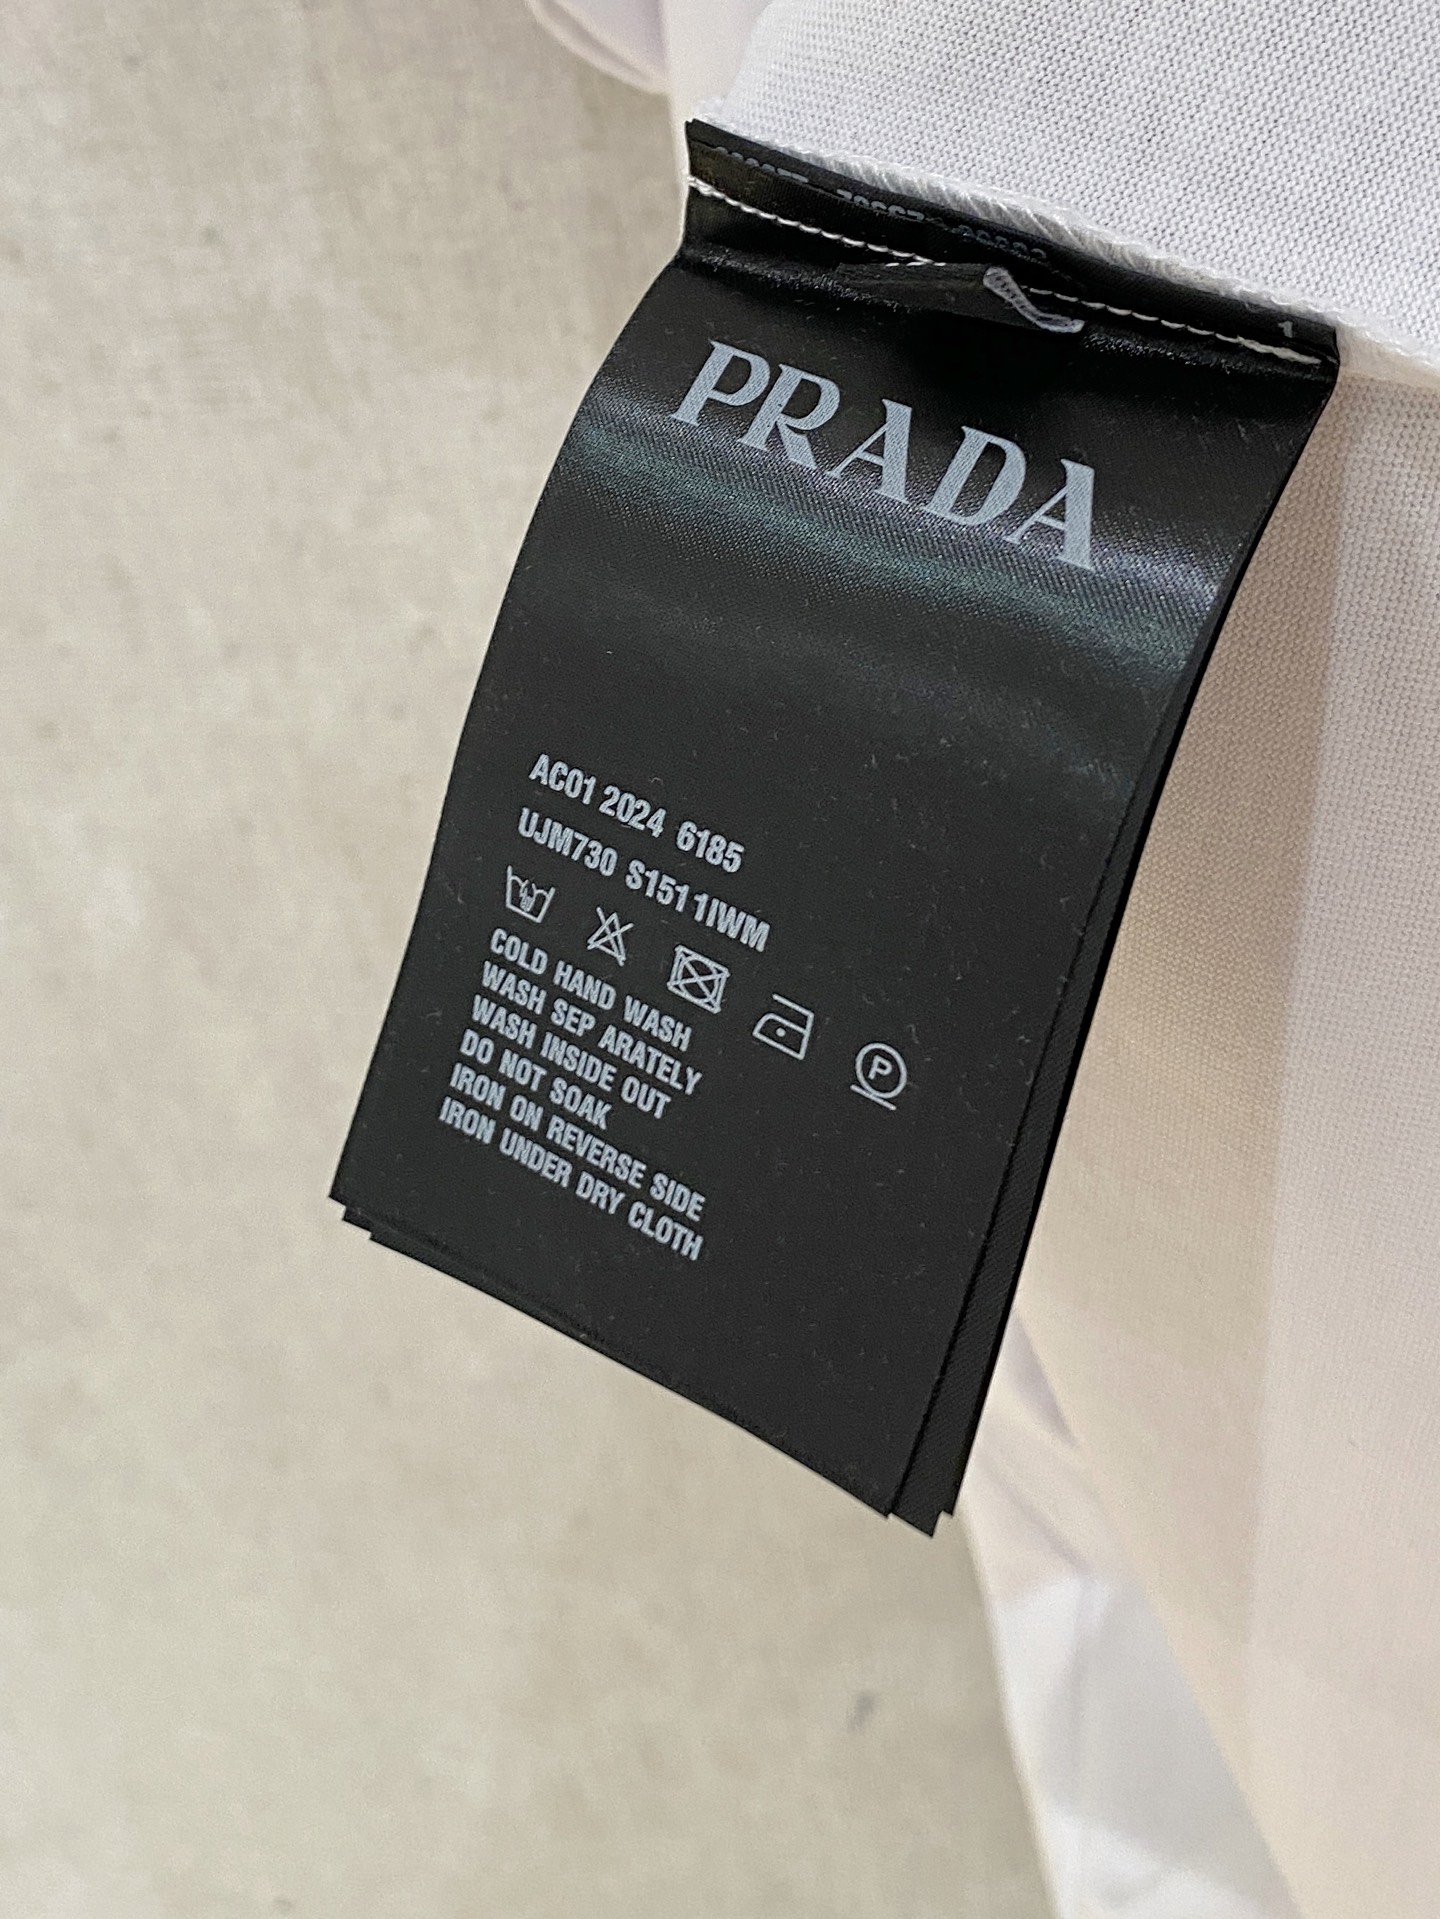 PRADA
AC01 2024 6185
UJM730 S151 1IWM
P
COLD HAND WASH
WASH SEP ARATELY
WASH INSIDE OUT
DO NOT SOAK
IRON ON REVERSE SIDE
IRON UNDER DRY CLOTH